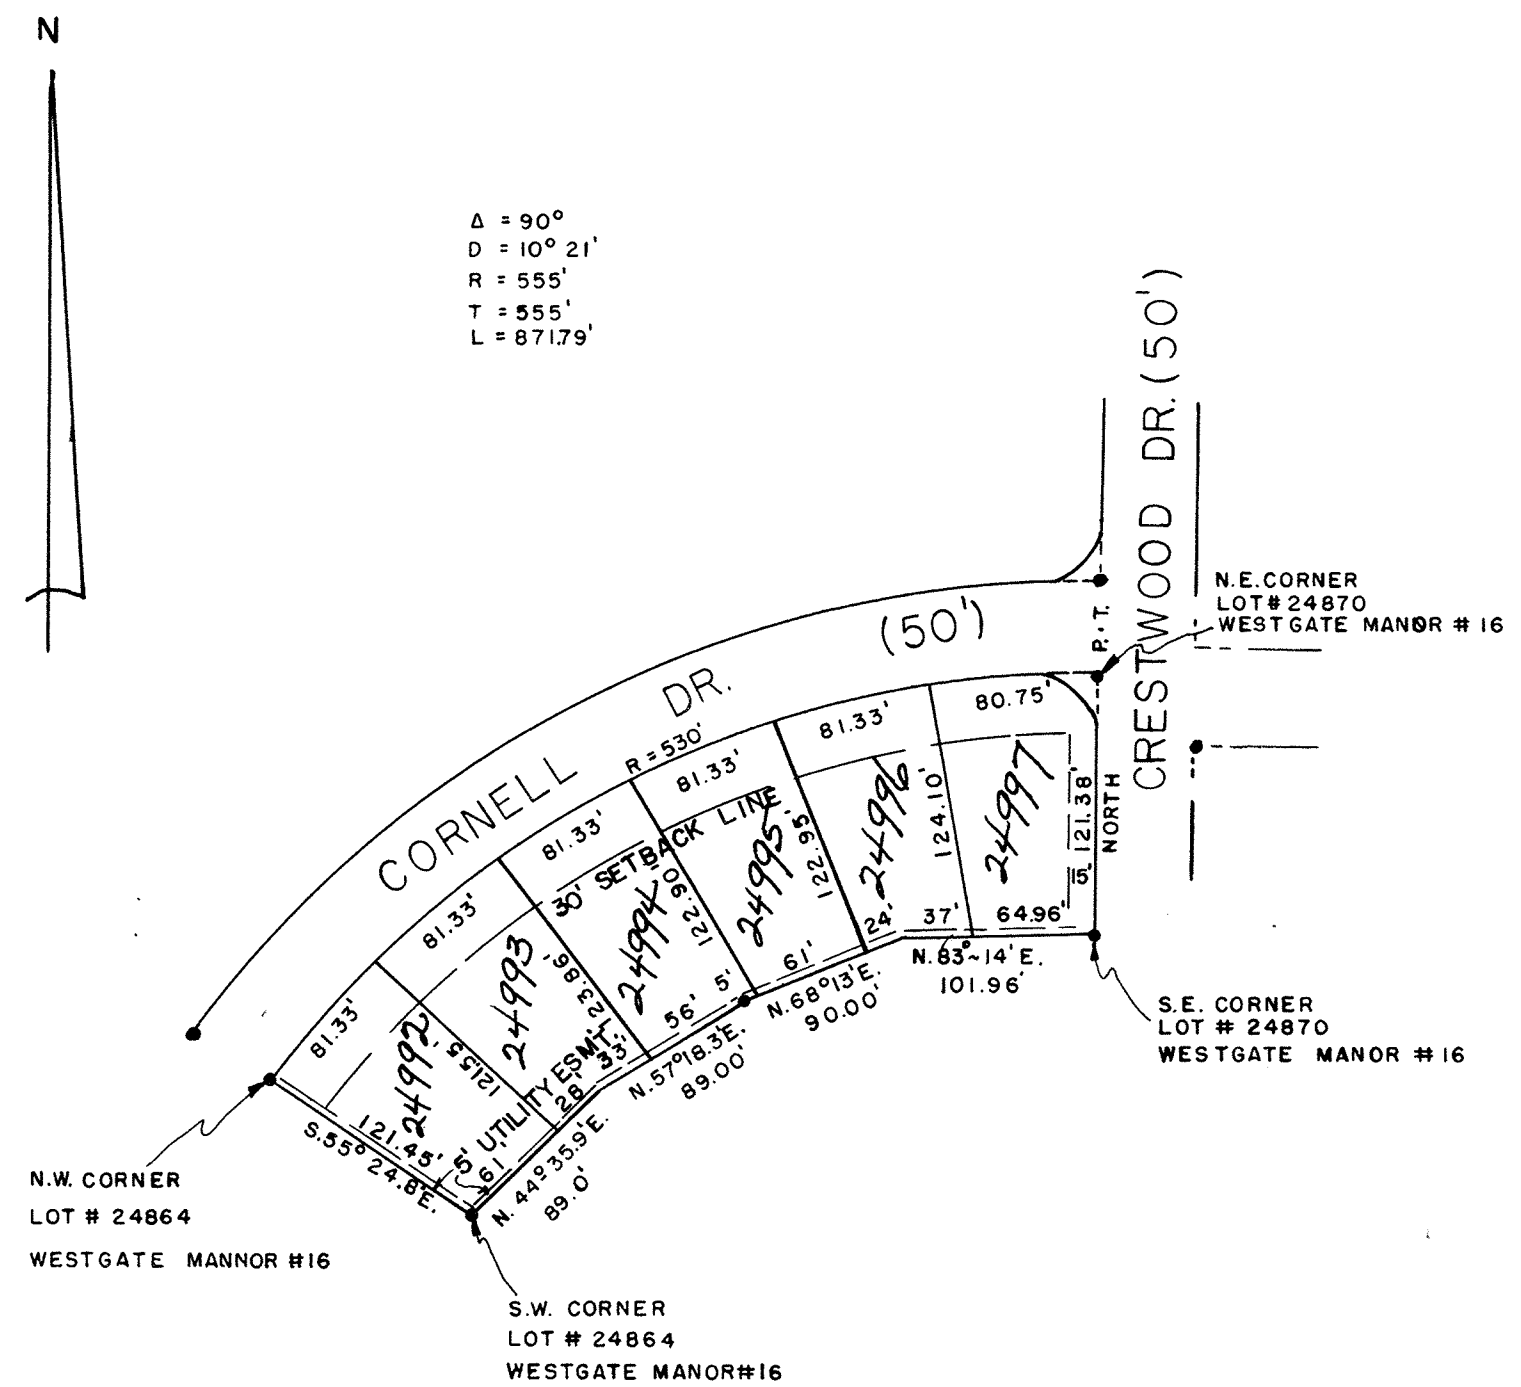 N
Δ = 90°
D = 10° 21'
R = 555'
T = 555'
L = 871.79'
CRESTWOOD DR. (50')
N.E. CORNER
LOT # 24870
WESTGATE MANOR # 16
P.T.
(50')
CORNELL DR.
R = 530'
80.75'
81.33'
81.33'
81.33'
81.33'
81.33'
30' SETBACK LINE
24997
24996
24995
24994
24993
24992
124.10'
122.95'
122.90'
123.86'
121.55'
121.38'
NORTH
15'
64.96'
37'
24'
61'
5'
56'
33'
28'
61'
5' UTILITY ESMT.
121.45'
S.55° 24.8'E.
N. 44° 35.9'E.
89.0'
N.57°18.3'E.
89.00'
N.68°13'E.
90.00'
N.83°~14'E.
101.96'
S.E. CORNER
LOT # 24870
WESTGATE MANOR # 16
N.W. CORNER
LOT # 24864
WESTGATE MANNOR #16
S.W. CORNER
LOT # 24864
WESTGATE MANOR#16